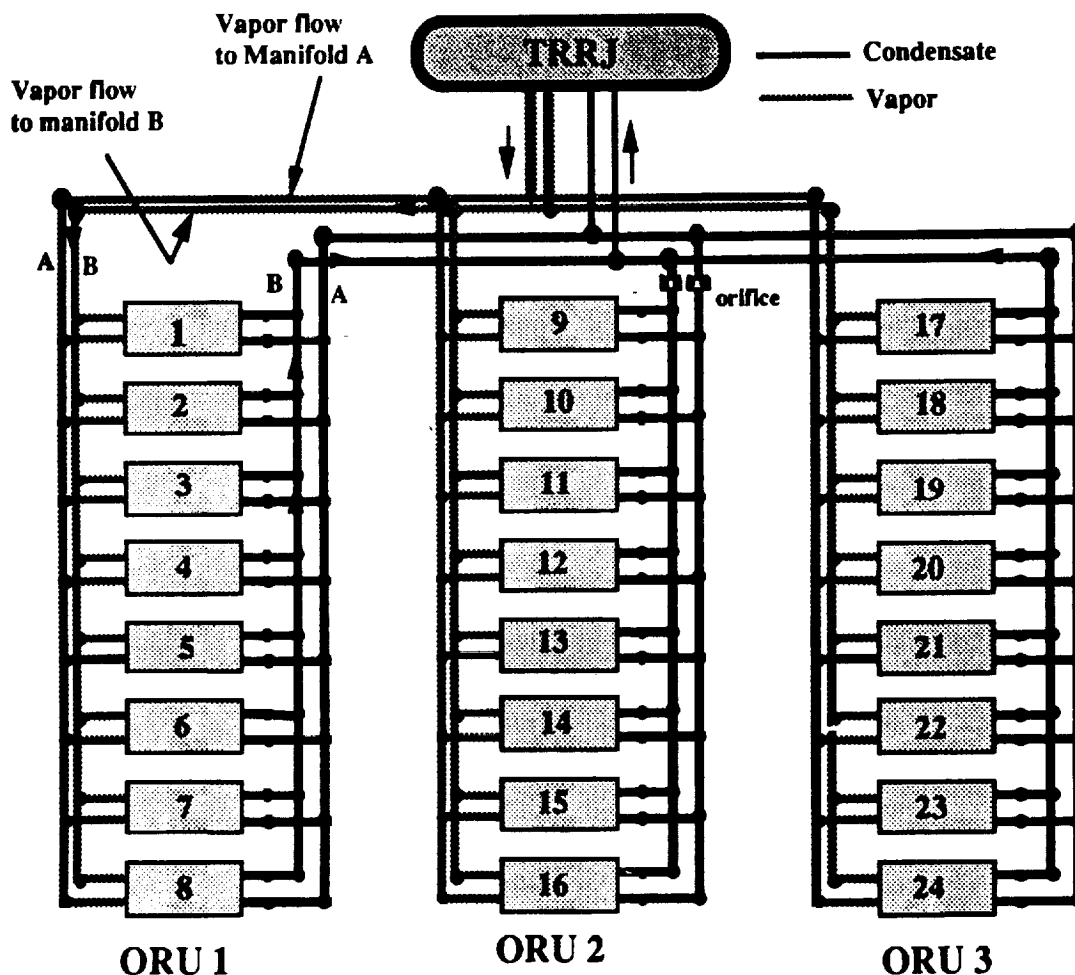 Vapor flow
to Manifold A
TRRJ
Condensate
Vapor
Vapor flow
to manifold B
A
B
B
A
orifice
1
2
3
4
5
6
7
8
9
10
11
12
13
14
15
16
17
18
19
20
21
22
23
24
ORU 1
ORU 2
ORU 3